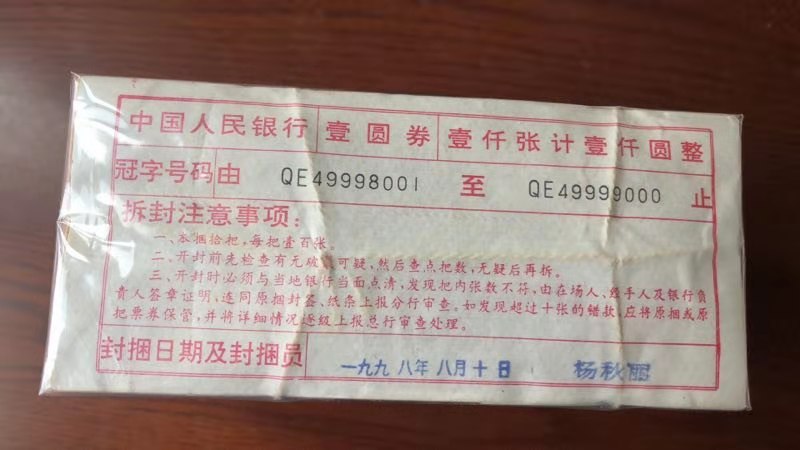 中国人民银行 壹圆券 壹仟张计壹仟圆整
冠字号码由 QE49998001 至 QE49999000 止
拆封注意事项：
一、本捆拾把，每把壹百张。
二、开封前先检查有无破 可疑，然后查点把数，无疑后再拆。
三、开封时必须与当地银行当面点清，发现把内张数不符，由在场人、经手人及银行负
责人签章证明，连同原捆封签、纸条上报分行审查。如发现超过十张的错款，应将原捆或原
把票券保管，并将详细情况逐级上报总行审查处理。
封捆日期及封捆员 一九九八年八月十日 杨秋丽